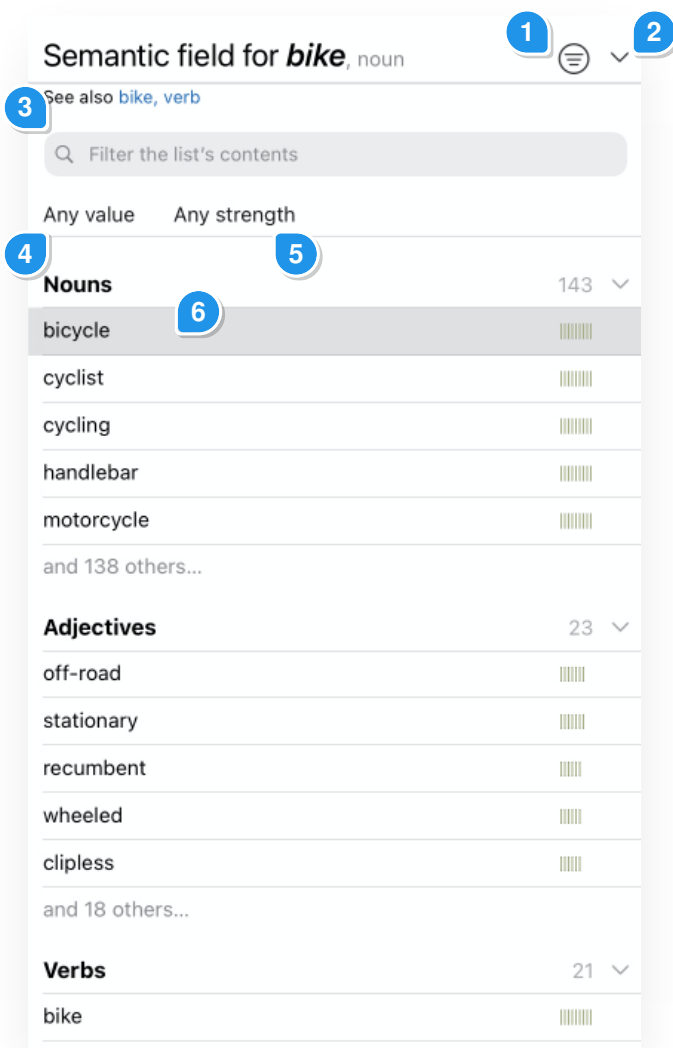 1 2
Semantic field for bike, noun
3
See also bike, verb
Filter the list's contents
Any value Any strength
4 5
Nouns 143
6
bicycle
cyclist
cycling
handlebar
motorcycle
and 138 others...
Adjectives 23
off-road
stationary
recumbent
wheeled
clipless
and 18 others...
Verbs 21
bike